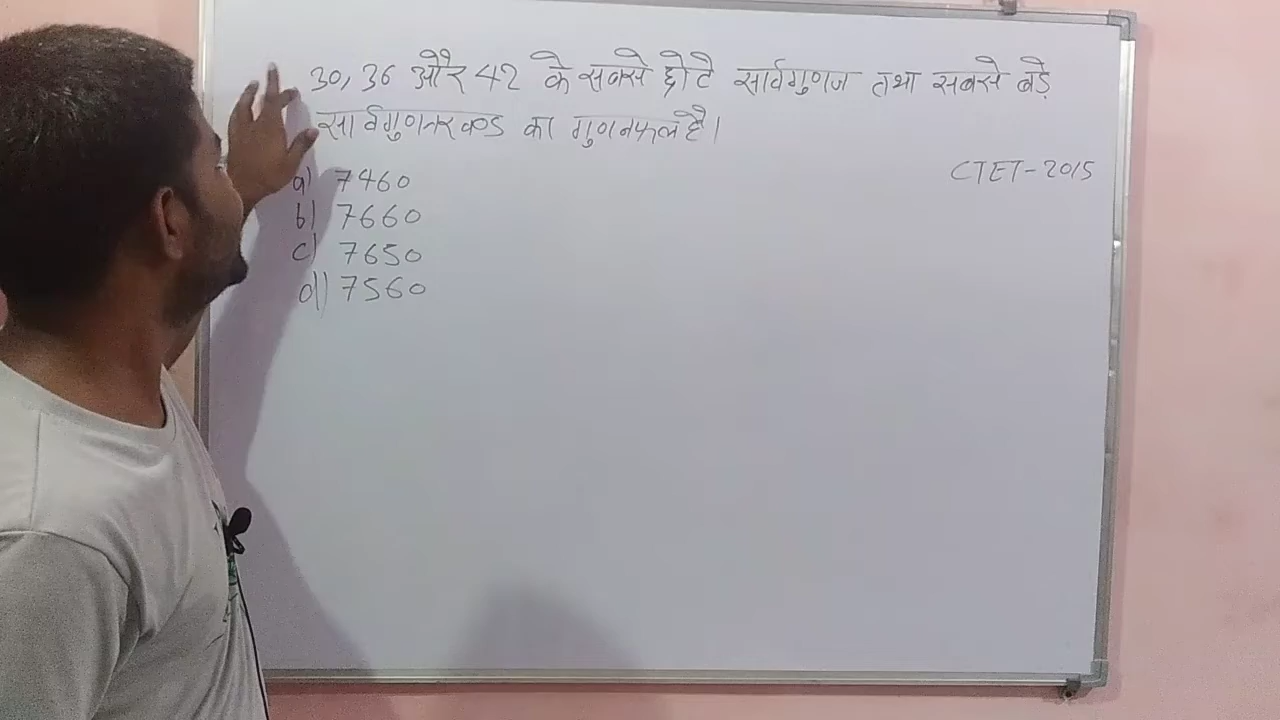 30, 36 और 42 के सबसे छोटे सार्वगुणज तथा सबसे बड़े
सार्वगुणनखण्ड का गुणनफल है।
CTET-2015
a) 7460
b) 7660
c) 7650
d) 7560